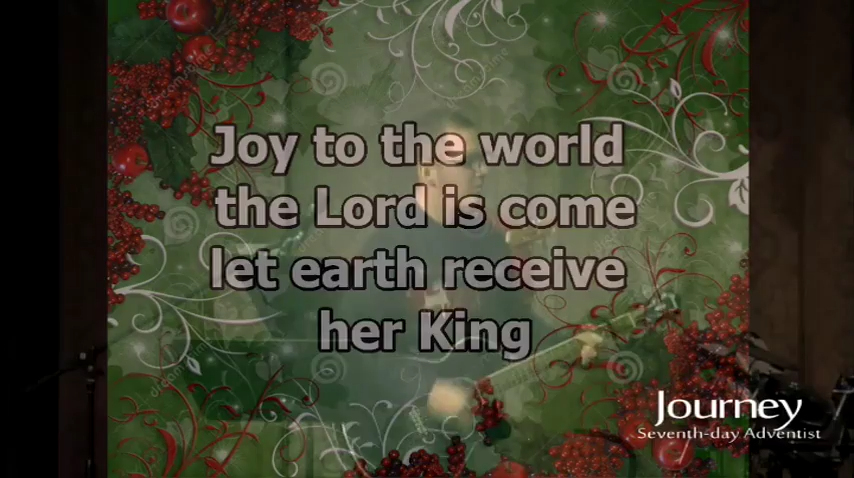 Joy to the world
the Lord is come
let earth receive
her King
Journey
Seventh-day Adventist